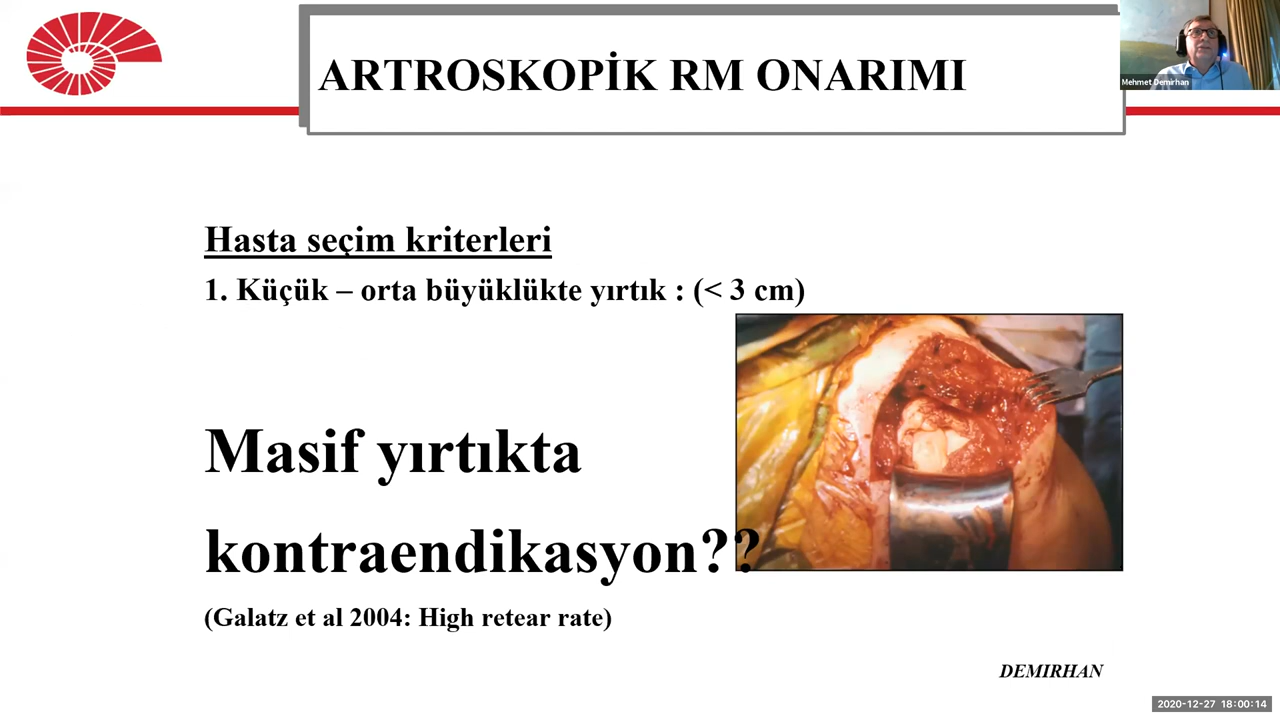 ARTROSKOPİK RM ONARIMI
Mehmet Demirhan
Hasta seçim kriterleri
1. Küçük – orta büyüklükte yırtık : (< 3 cm)
Masif yırtıkta
kontraendikasyon??
(Galatz et al 2004: High retear rate)
DEMIRHAN
2020-12-27 18:00:14